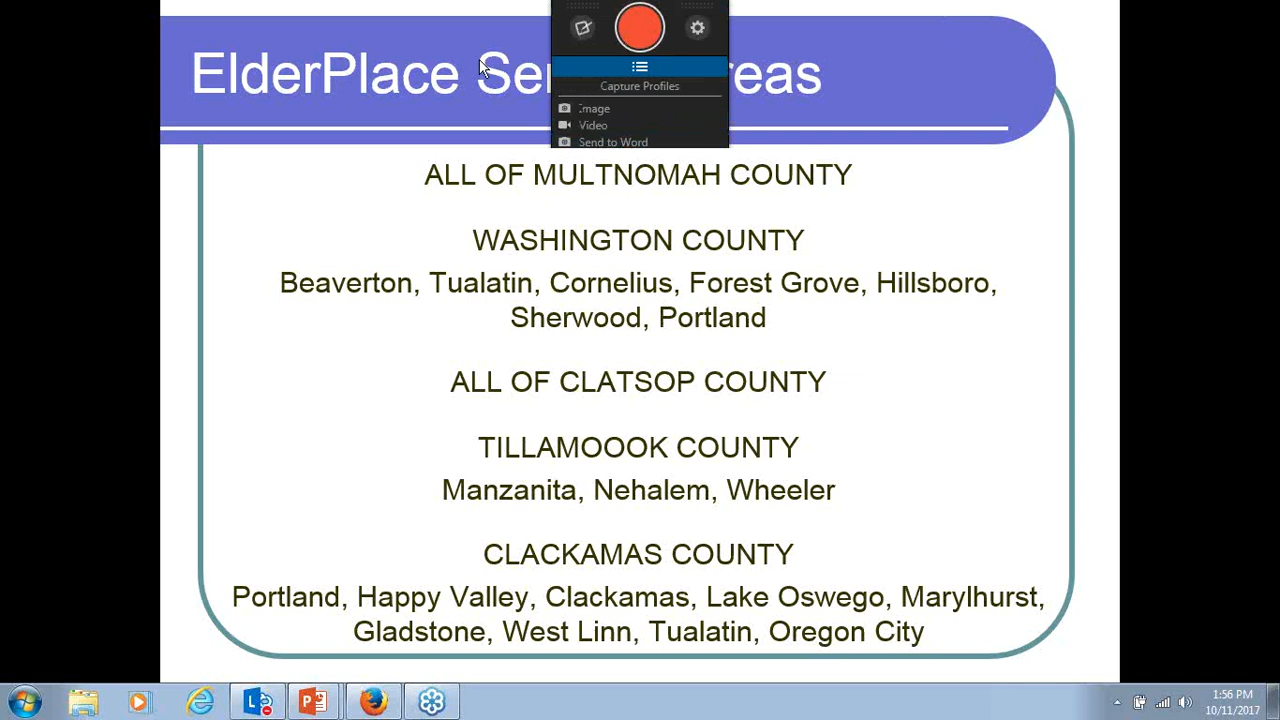 ElderPlace Se reas
Capture Profiles
Image
Video
Send to Word
ALL OF MULTNOMAH COUNTY
WASHINGTON COUNTY
Beaverton, Tualatin, Cornelius, Forest Grove, Hillsboro,
Sherwood, Portland
ALL OF CLATSOP COUNTY
TILLAMOOOK COUNTY
Manzanita, Nehalem, Wheeler
CLACKAMAS COUNTY
Portland, Happy Valley, Clackamas, Lake Oswego, Marylhurst,
Gladstone, West Linn, Tualatin, Oregon City
1:56 PM
10/11/2017